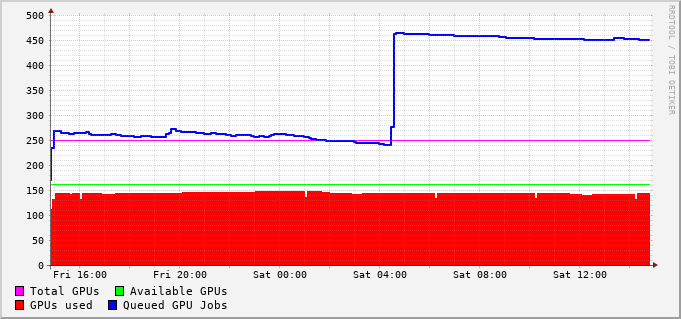 500
450
400
350
300
250
200
150
100
50
0
Fri 16:00 Fri 20:00 Sat 00:00 Sat 04:00 Sat 08:00 Sat 12:00
Total GPUs Available GPUs
GPUs used Queued GPU Jobs
RRDTOOL / TOBI OETIKER